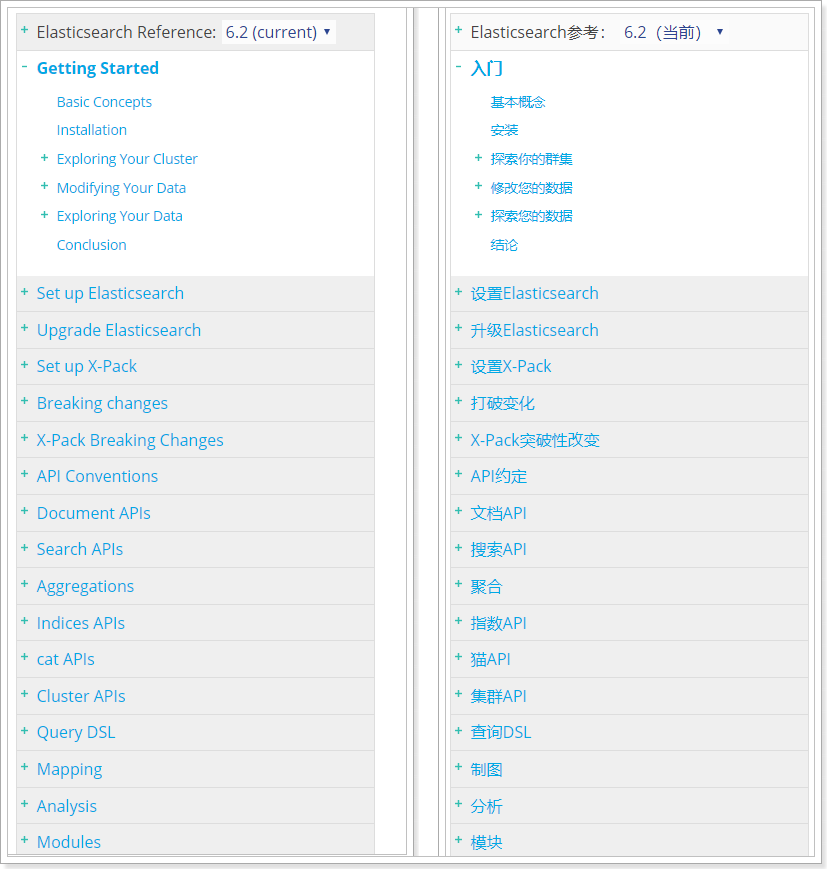 Elasticsearch Reference: 6.2 (current)
Getting Started
Basic Concepts
Installation
Exploring Your Cluster
Modifying Your Data
Exploring Your Data
Conclusion
Set up Elasticsearch
Upgrade Elasticsearch
Set up X-Pack
Breaking changes
X-Pack Breaking Changes
API Conventions
Document APIs
Search APIs
Aggregations
Indices APIs
cat APIs
Cluster APIs
Query DSL
Mapping
Analysis
Modules
Elasticsearch参考： 6.2（当前）
入门
基本概念
安装
探索你的群集
修改您的数据
探索您的数据
结论
设置Elasticsearch
升级Elasticsearch
设置X-Pack
打破变化
X-Pack突破性改变
API约定
文档API
搜索API
聚合
指数API
猫API
集群API
查询DSL
制图
分析
模块